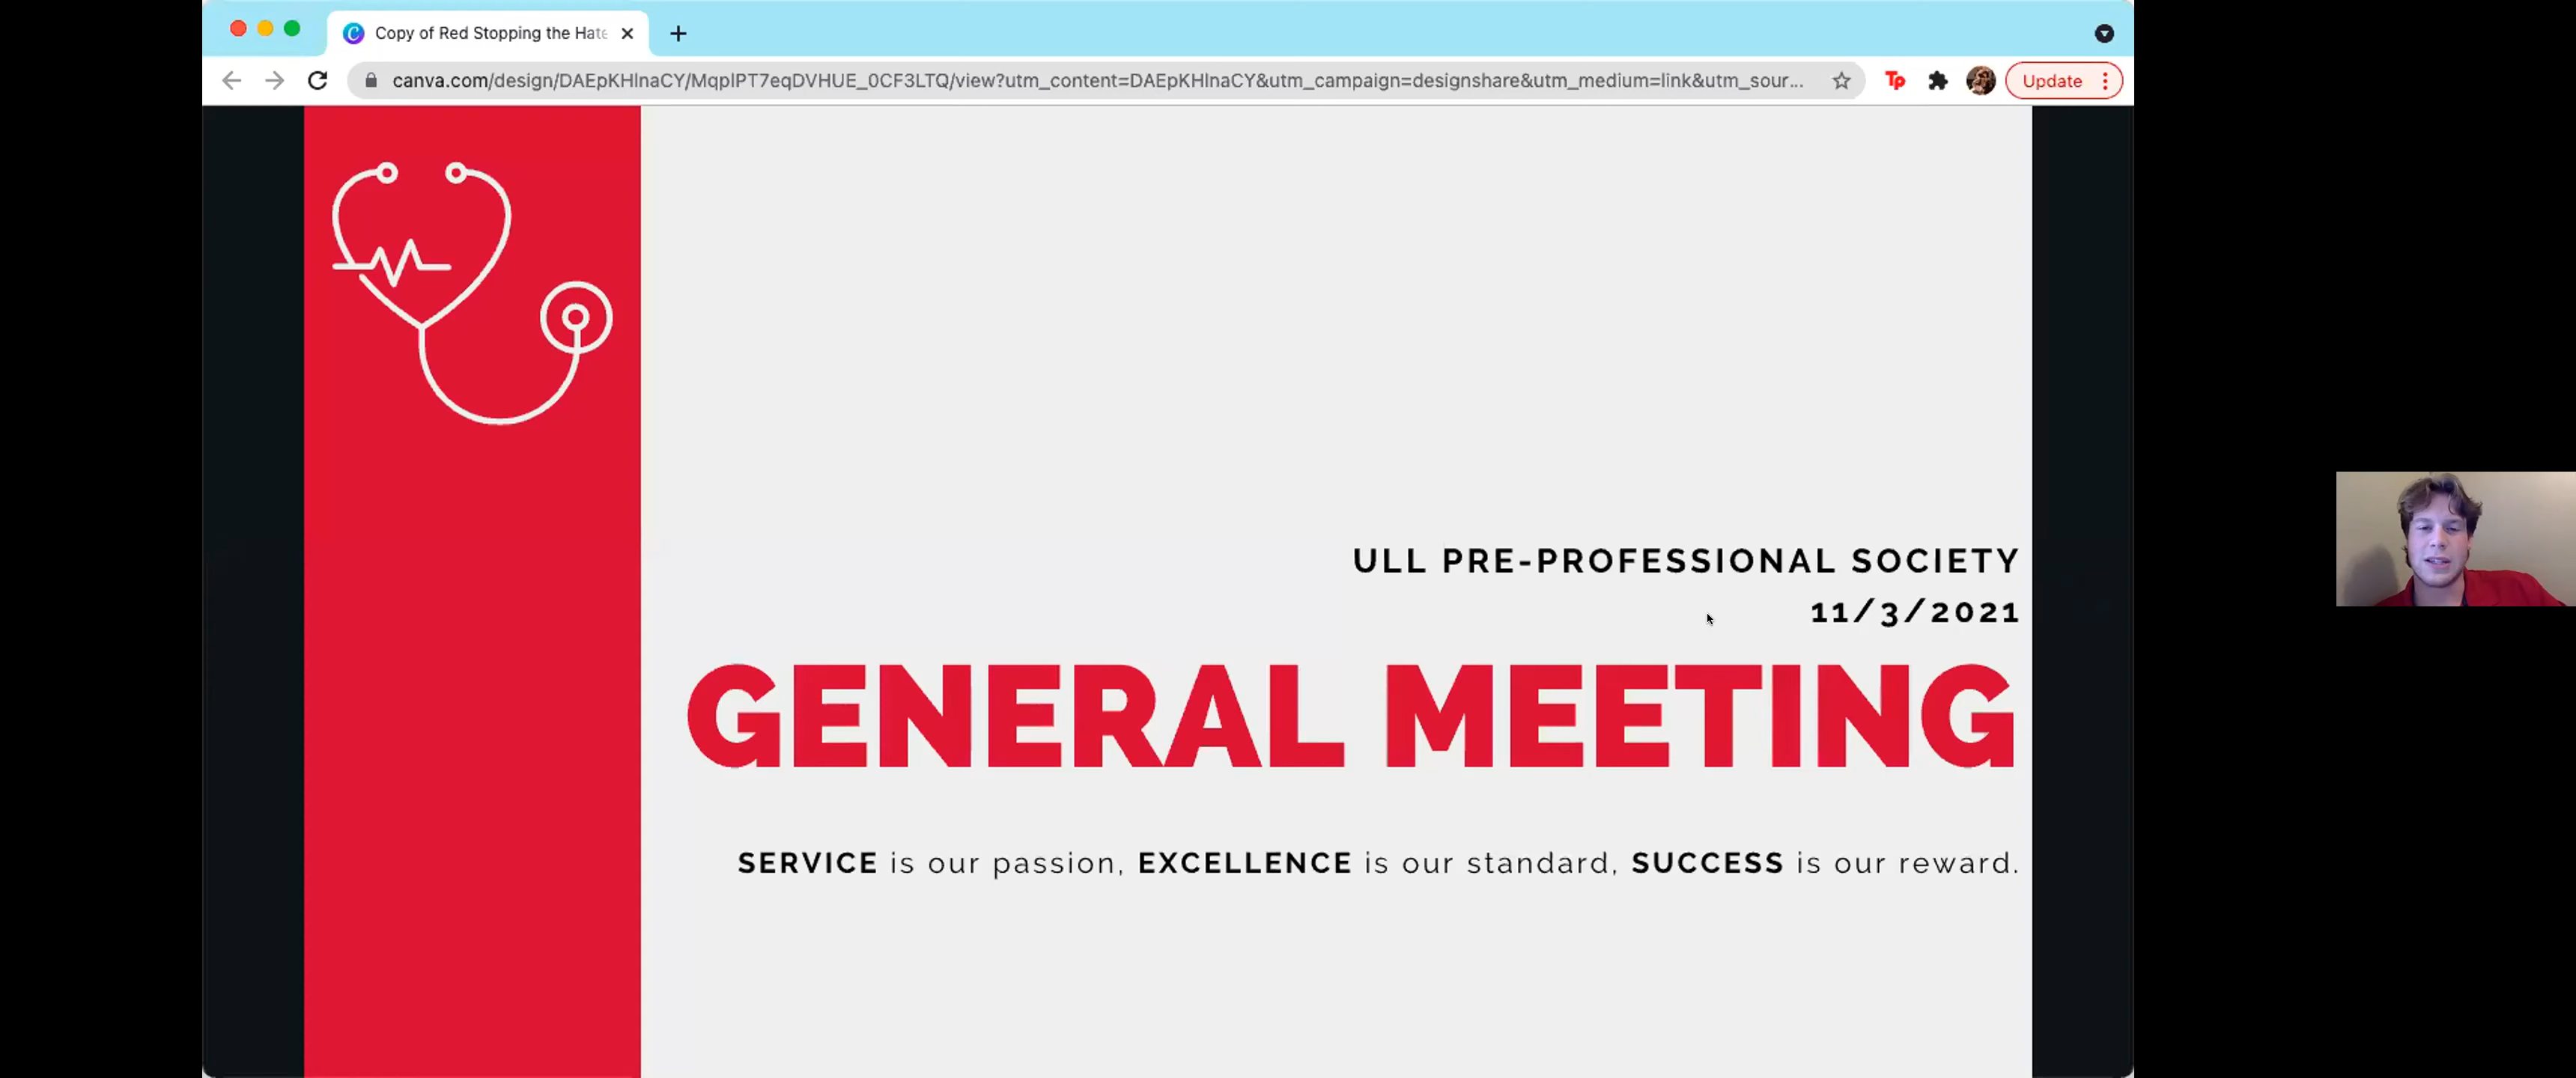 Copy of Red Stopping the Hate
canva.com/design/DAEpKHlnaCY/MqplPT7eqDVHUE_0CF3LTQ/view?utm_content=DAEpKHlnaCY&utm_campaign=designshare&utm_medium=link&utm_sour...
Tp
Update
ULL PRE-PROFESSIONAL SOCIETY
11/3/2021
GENERAL MEETING
SERVICE is our passion, EXCELLENCE is our standard, SUCCESS is our reward.